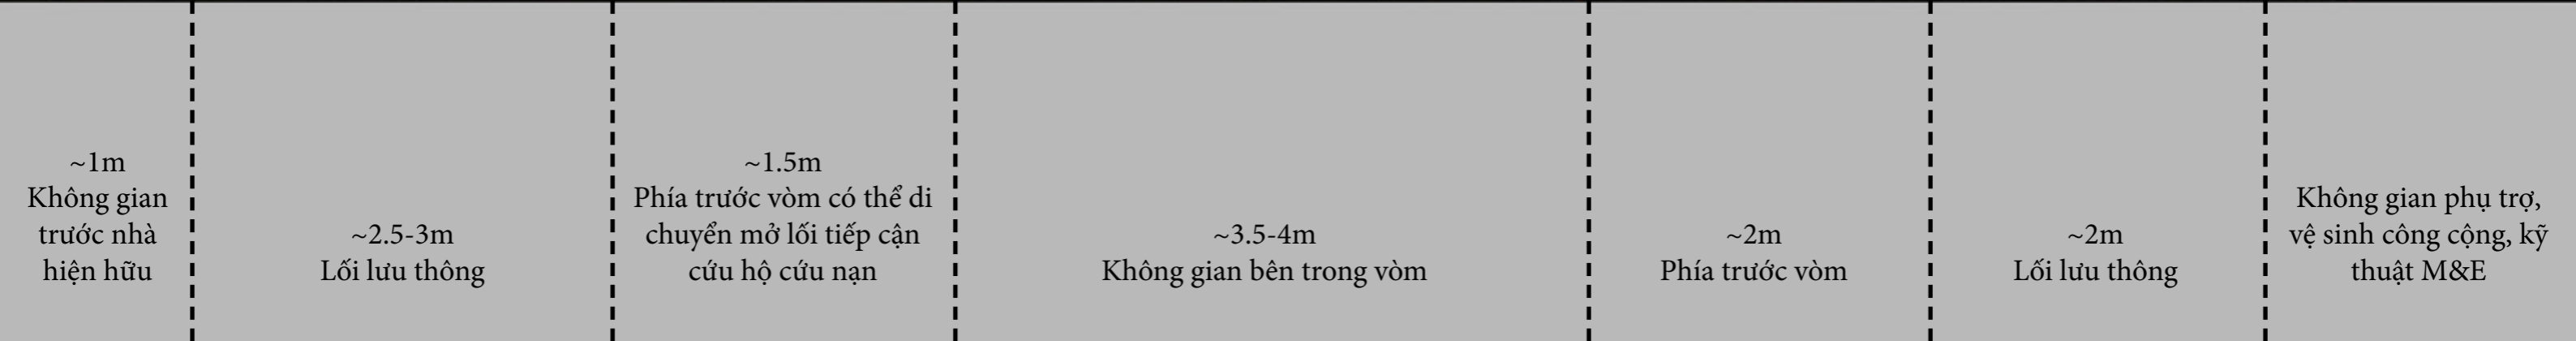 ~1m
Không gian
trước nhà
hiện hữu
~2.5-3m
Lối lưu thông
~1.5m
Phía trước vòm có thể di
chuyển mở lối tiếp cận
cứu hộ cứu nạn
~3.5-4m
Không gian bên trong vòm
~2m
Phía trước vòm
~2m
Lối lưu thông
Không gian phụ trợ,
vệ sinh công cộng, kỹ
thuật M&E